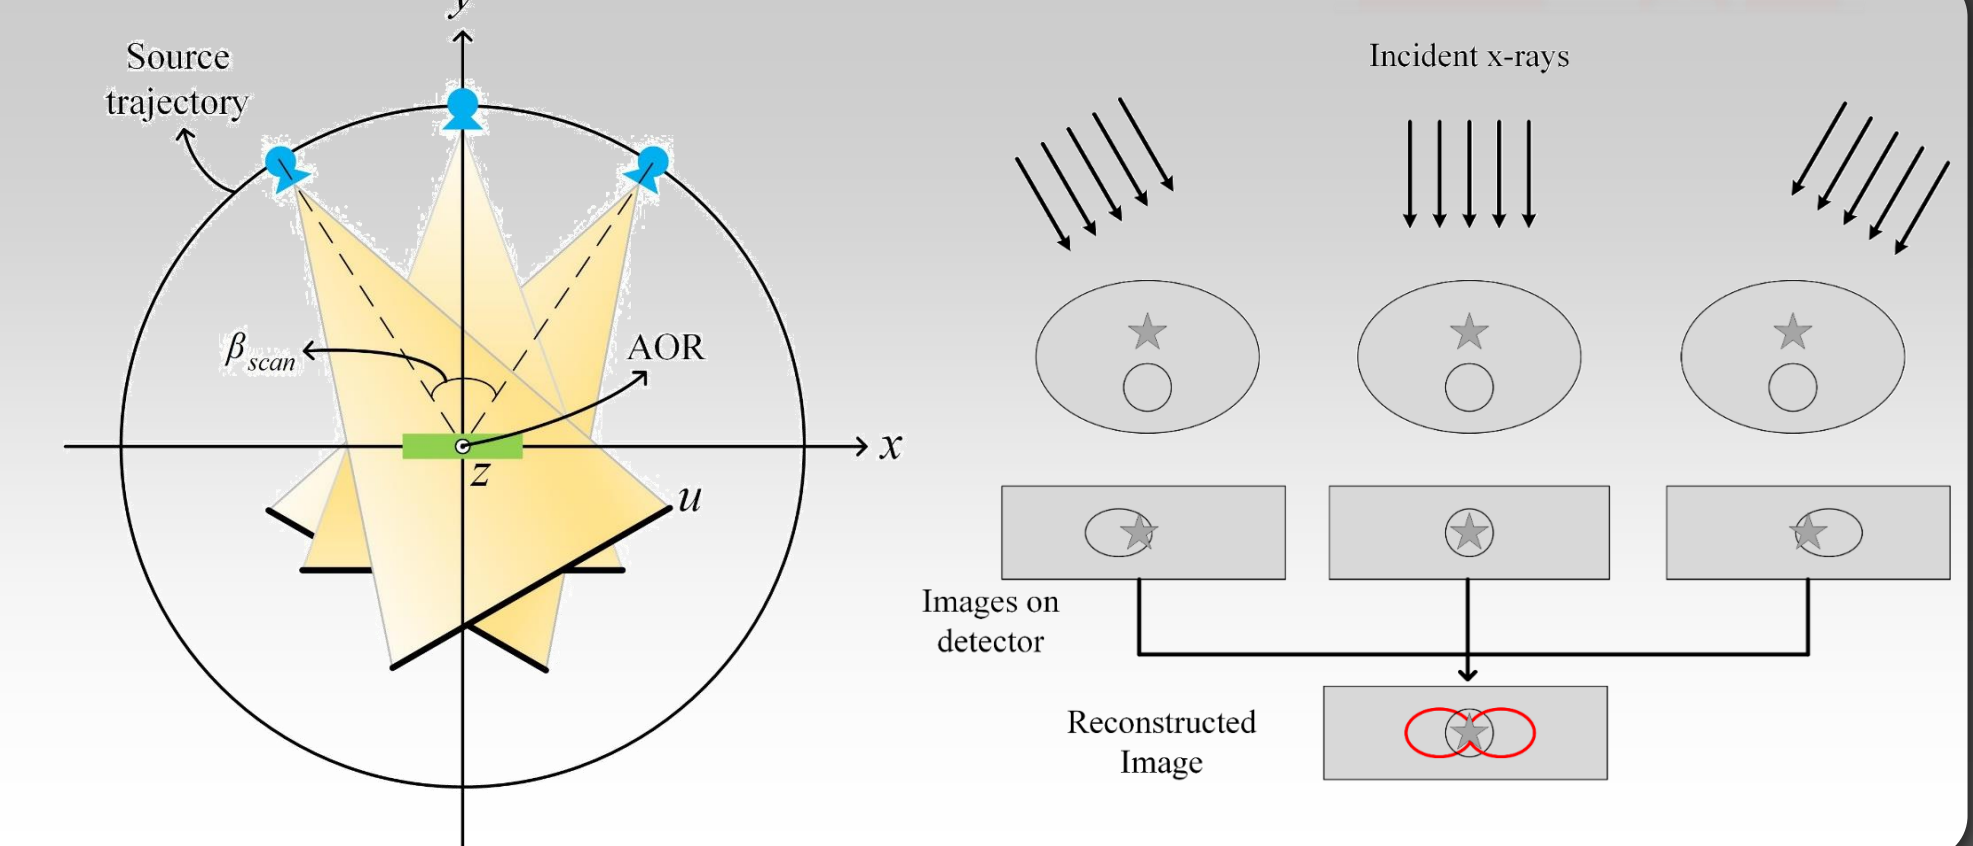 y
Source
trajectory
β scan
AOR
x
z
u
Incident x-rays
Images on
detector
Reconstructed
Image